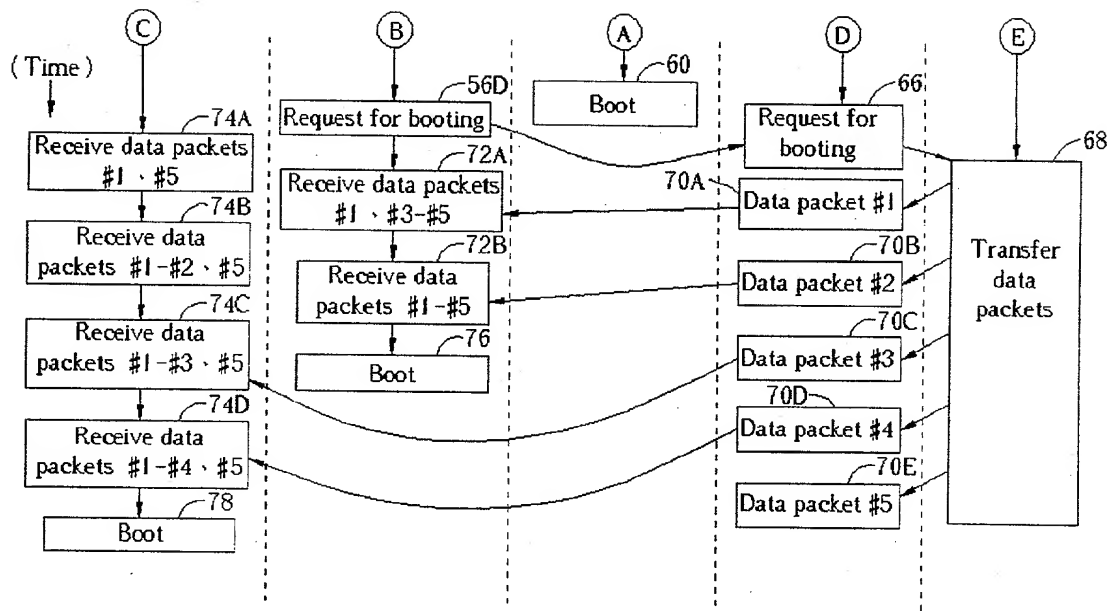 C
B
A
D
E
(Time)
74A
Receive data packets
#1、#5
74B
Receive data
packets #1-#2、#5
74C
Receive data
packets #1-#3、#5
74D
Receive data
packets #1-#4、#5
78
Boot
56D
Request for booting
72A
Receive data packets
#1、#3-#5
72B
Receive data
packets #1-#5
76
Boot
60
Boot
66
Request for
booting
70A
Data packet #1
70B
Data packet #2
70C
Data packet #3
70D
Data packet #4
70E
Data packet #5
68
Transfer
data
packets